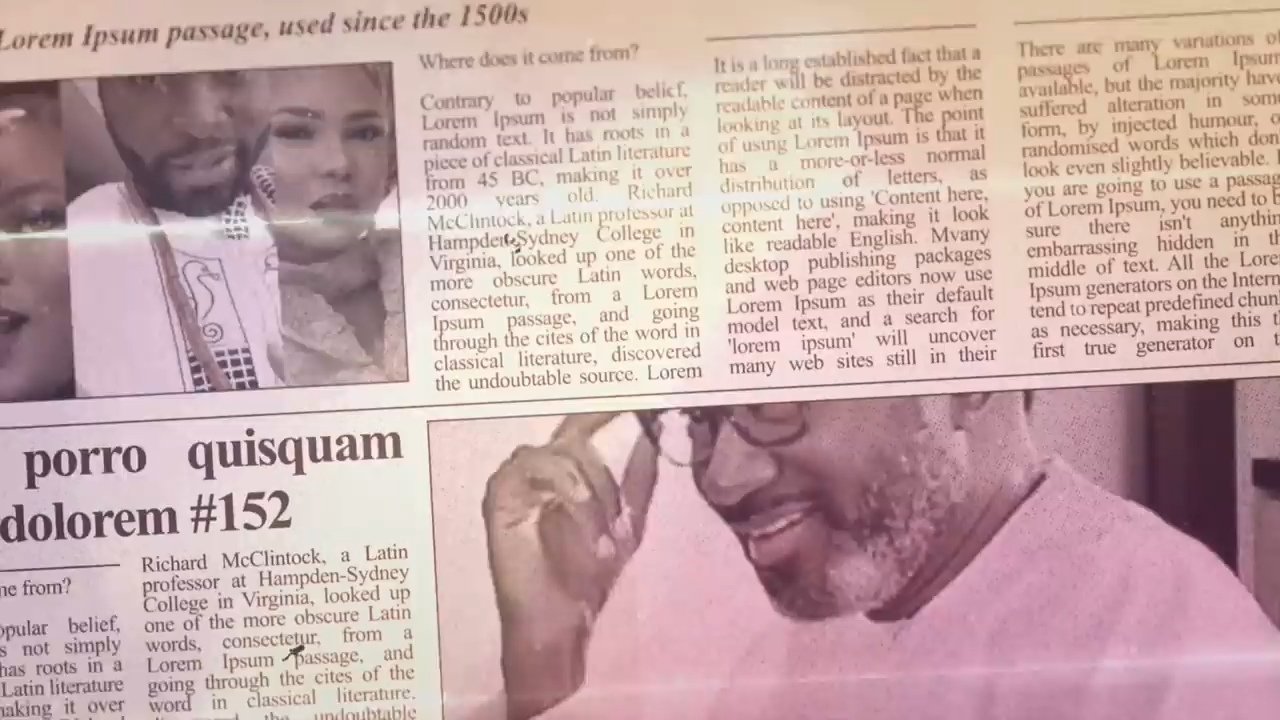 Lorem Ipsum passage, used since the 1500s
Where does it come from?
Contrary to popular belief,
Lorem Ipsum is not simply
random text. It has roots in a
piece of classical Latin literature
from 45 BC, making it over
2000 years old. Richard
McClintock, a Latin professor at
Hampden-Sydney College in
Virginia, looked up one of the
more obscure Latin words,
consectetur, from a Lorem
Ipsum passage, and going
through the cites of the word in
classical literature, discovered
the undoubtable source. Lorem
It is a long established fact that a
reader will be distracted by the
readable content of a page when
looking at its layout. The point
of using Lorem Ipsum is that it
has a more-or-less normal
distribution of letters, as
opposed to using 'Content here,
content here', making it look
like readable English. Mvany
desktop publishing packages
and web page editors now use
Lorem Ipsum as their default
model text, and a search for
'lorem ipsum' will uncover
many web sites still in their
There are many variations of
passages of Lorem Ipsum
available, but the majority have
suffered alteration in som
form, by injected humour, o
randomised words which don
look even slightly believable. I
you are going to use a passag
of Lorem Ipsum, you need to b
sure there isn't anythin
embarrassing hidden in th
middle of text. All the Lore
Ipsum generators on the Intern
tend to repeat predefined chun
as necessary, making this t
first true generator on t
porro quisquam
dolorem #152
ne from?
opular belief,
s not simply
has roots in a
Latin literature
making it over
Richard McClintock, a Latin
professor at Hampden-Sydney
College in Virginia, looked up
one of the more obscure Latin
words, consectetur, from a
Lorem Ipsum passage, and
going through the cites of the
word in classical literature.
the undoubtable